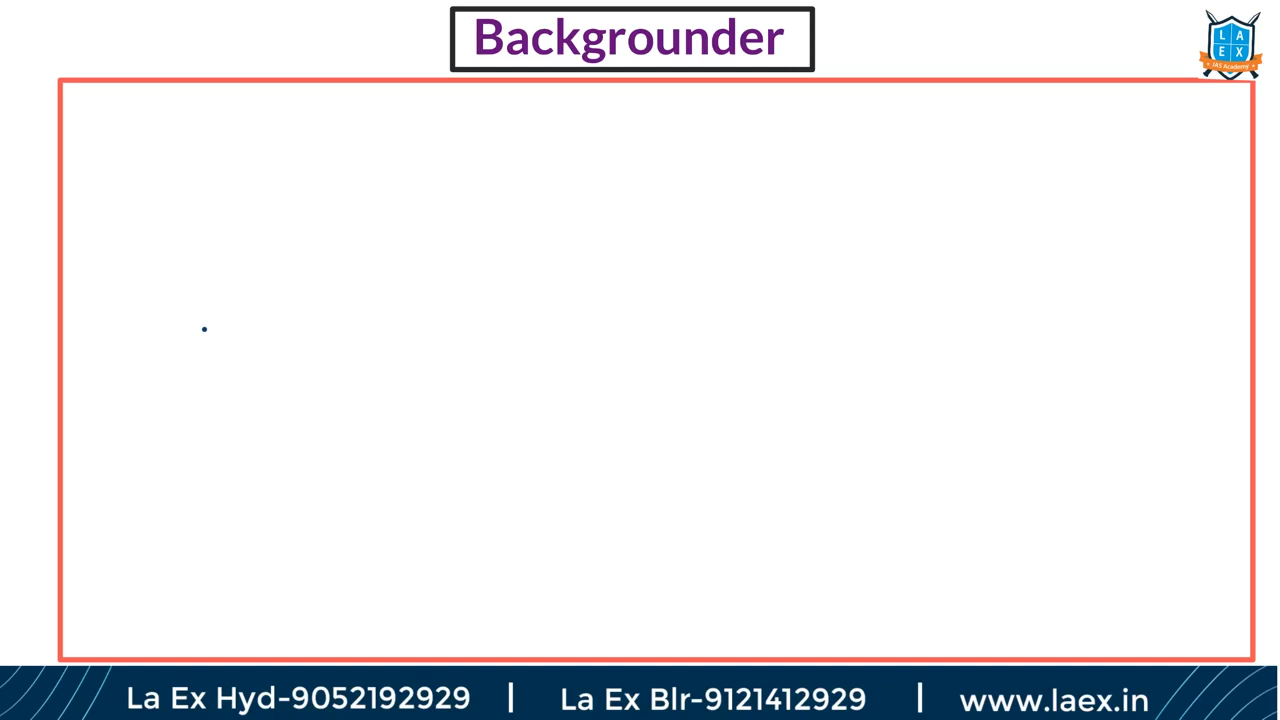 Backgrounder
L A
E X
IAS Academy
La Ex Hyd-9052192929 | La Ex Blr-9121412929 | www.laex.in